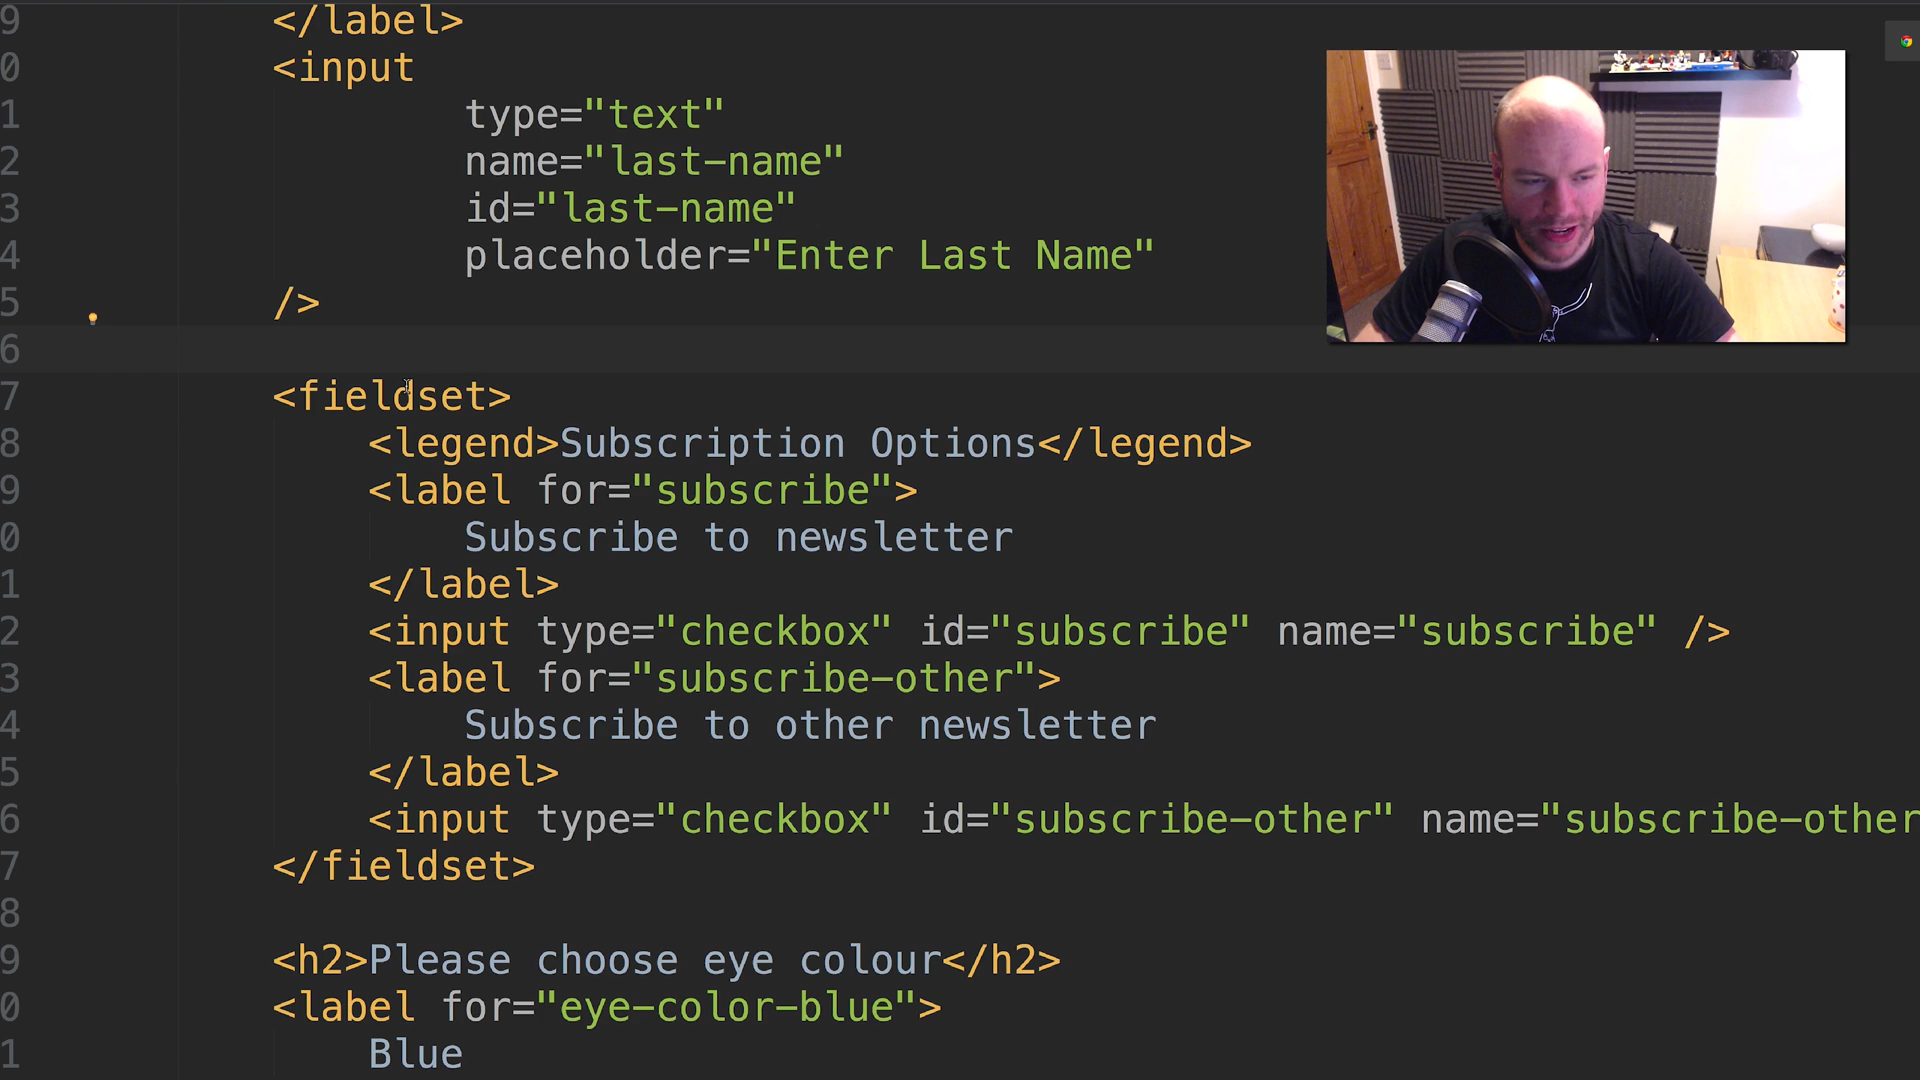 9 </label>
0 <input
1 type="text"
2 name="last-name"
3 id="last-name"
4 placeholder="Enter Last Name"
5 />
6
7 <fieldset>
8 <legend>Subscription Options</legend>
9 <label for="subscribe">
0 Subscribe to newsletter
1 </label>
2 <input type="checkbox" id="subscribe" name="subscribe" />
3 <label for="subscribe-other">
4 Subscribe to other newsletter
5 </label>
6 <input type="checkbox" id="subscribe-other" name="subscribe-other
7 </fieldset>
8
9 <h2>Please choose eye colour</h2>
0 <label for="eye-color-blue">
1 Blue